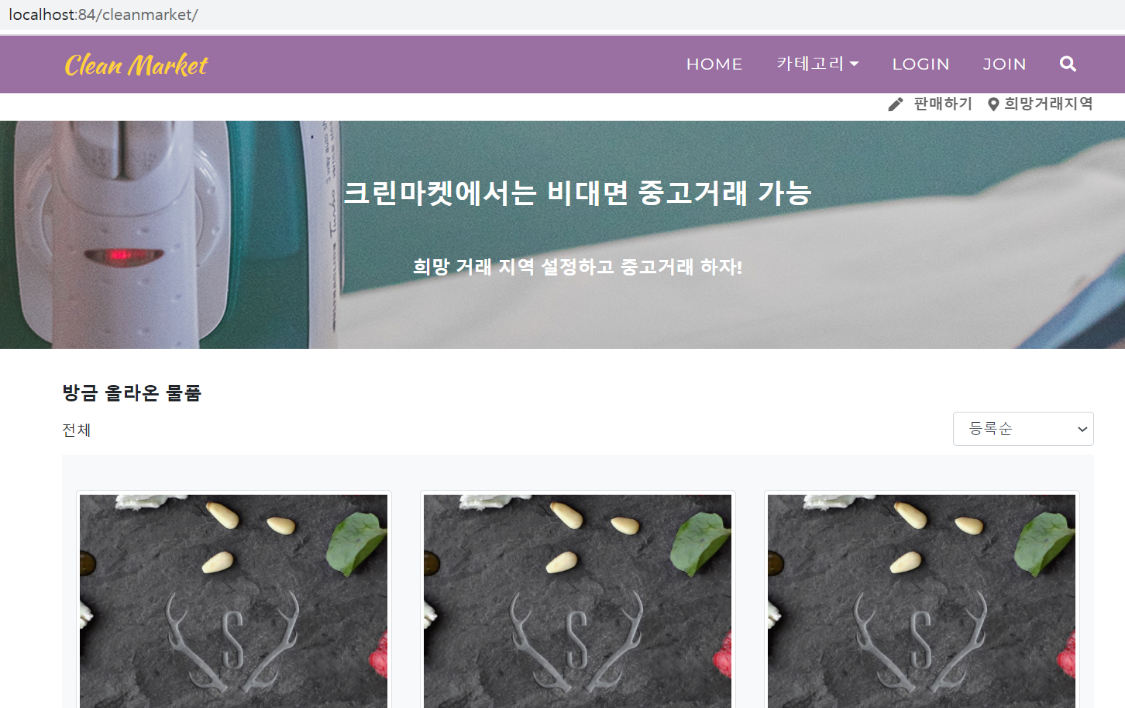 localhost:84/cleanmarket/
Clean Market HOME 카테고리 LOGIN JOIN
판매하기 희망거래지역
크린마켓에서는 비대면 중고거래 가능
희망 거래 지역 설정하고 중고거래 하자!
방금 올라온 물품
전체 등록순
S S S